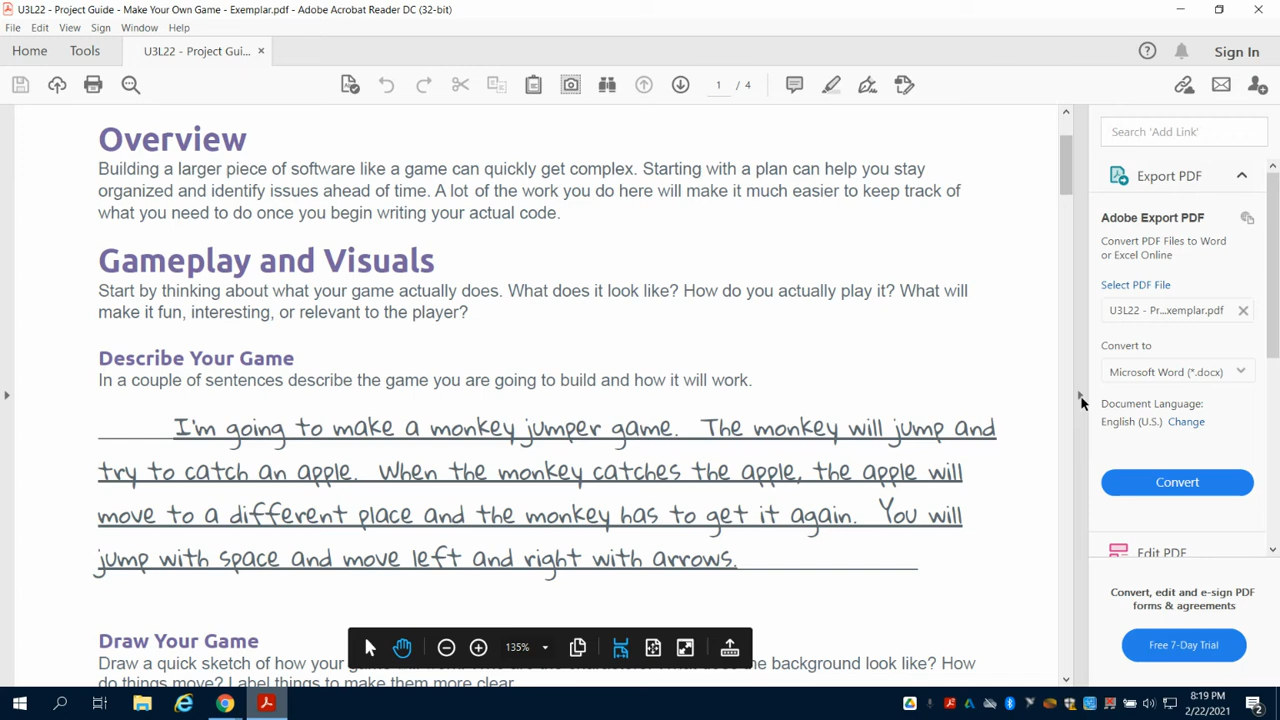 U3L22 - Project Guide - Make Your Own Game - Exemplar.pdf - Adobe Acrobat Reader DC (32-bit)
File Edit View Sign Window Help
Home Tools U3L22 - Project Gui... × Sign In
1 / 4
Search 'Add Link'
Overview
Building a larger piece of software like a game can quickly get complex. Starting with a plan can help you stay
organized and identify issues ahead of time. A lot of the work you do here will make it much easier to keep track of
what you need to do once you begin writing your actual code.
Gameplay and Visuals
Start by thinking about what your game actually does. What does it look like? How do you actually play it? What will
make it fun, interesting, or relevant to the player?
Describe Your Game
In a couple of sentences describe the game you are going to build and how it will work.
I'm going to make a monkey jumper game. The monkey will jump and
try to catch an apple. When the monkey catches the apple, the apple will
move to a different place and the monkey has to get it again. You will
jump with space and move left and right with arrows.
Draw Your Game
Draw a quick sketch of how your the background look like? How
do things move? Label things to make them more clear.
135%
Export PDF
Adobe Export PDF
Convert PDF Files to Word
or Excel Online
Select PDF File
U3L22 - Pr...xemplar.pdf
Convert to
Microsoft Word (*.docx)
Document Language:
English (U.S.) Change
Convert
Edit PDF
Convert, edit and e-sign PDF
forms & agreements
Free 7-Day Trial
8:19 PM
2/22/2021
2